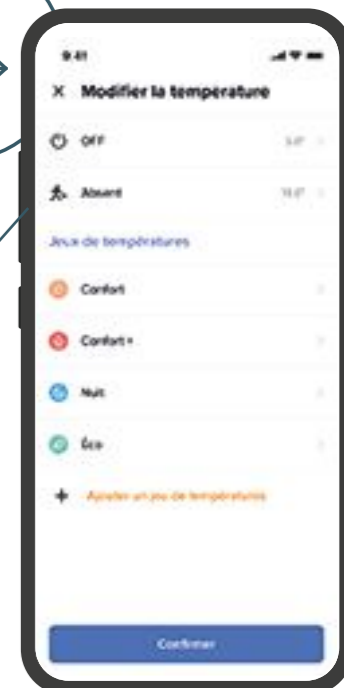 9:41
Modifier la température
OFF
Absent
Jeux de températures
Confort
Confort+
Nuit
Éco
Ajouter un jeu de températures
Confirmer